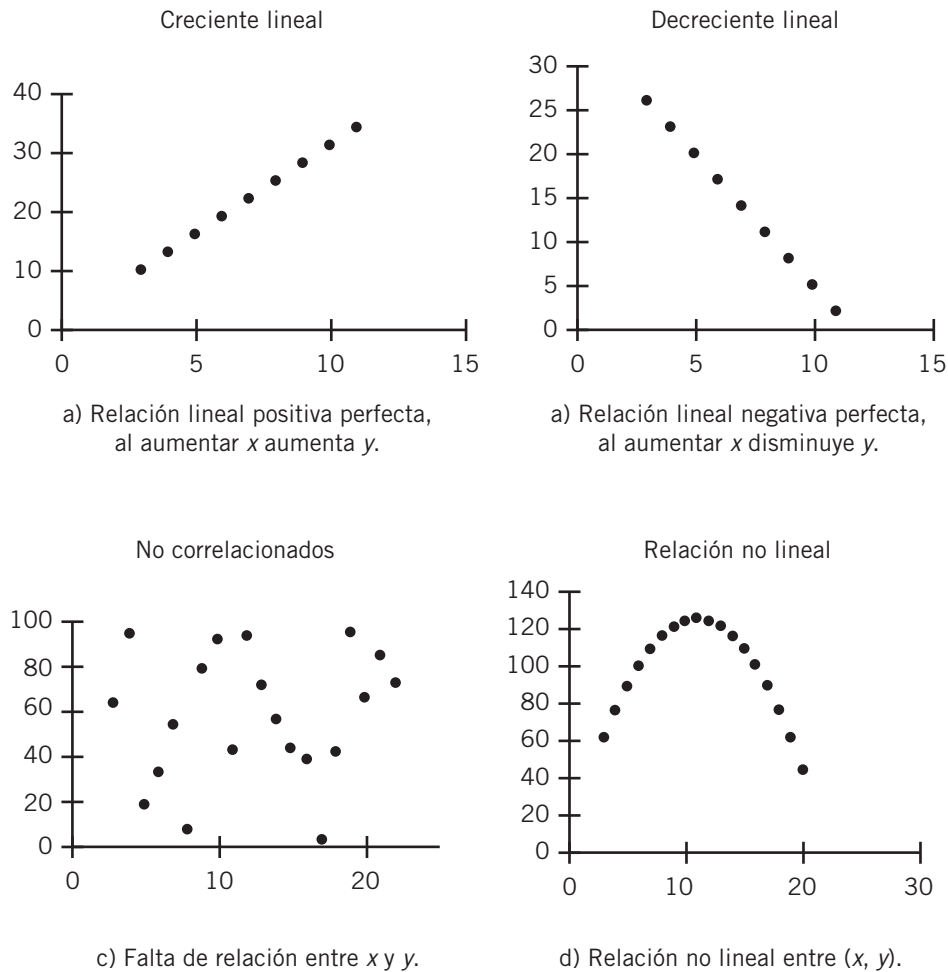 Creciente lineal
40
30
20
10
0
0 5 10 15
a) Relación lineal positiva perfecta,
al aumentar x aumenta y.
Decreciente lineal
30
25
20
15
10
5
0
0 5 10 15
a) Relación lineal negativa perfecta,
al aumentar x disminuye y.
No correlacionados
100
80
60
40
20
0
0 10 20
c) Falta de relación entre x y y.
Relación no lineal
140
120
100
80
60
40
20
0
0 10 20 30
d) Relación no lineal entre (x, y).